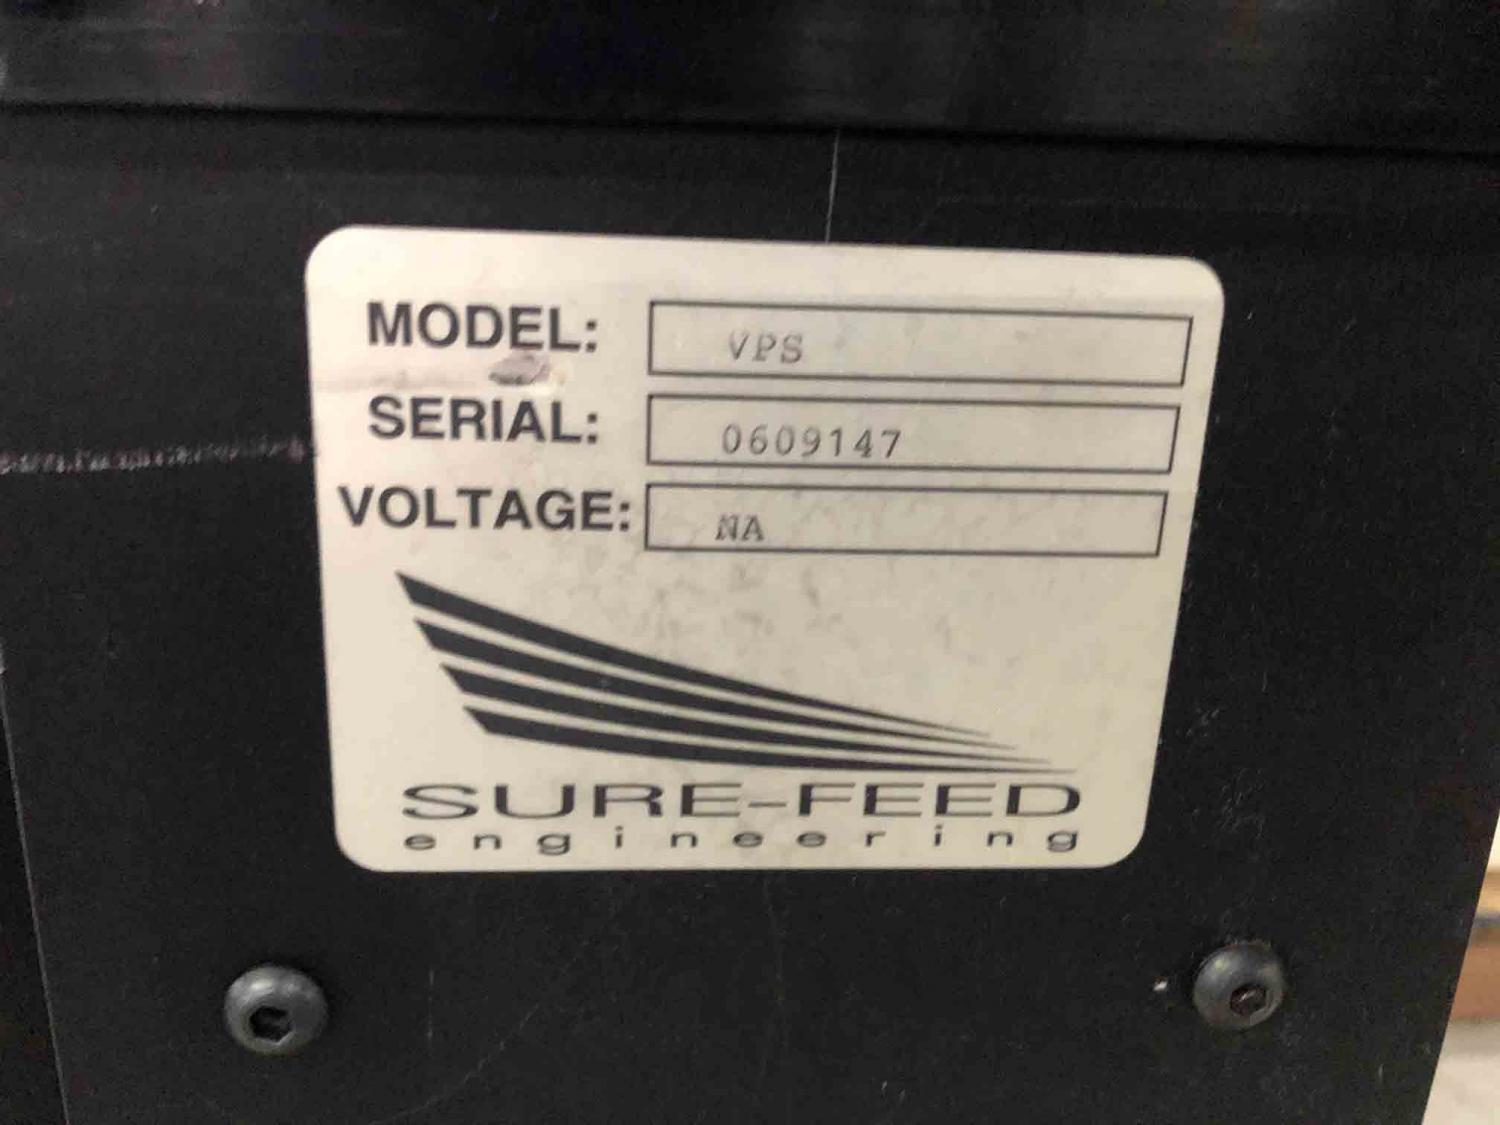 MODEL: VPS
SERIAL: 0609147
VOLTAGE: NA
SURE-FEED
engineering